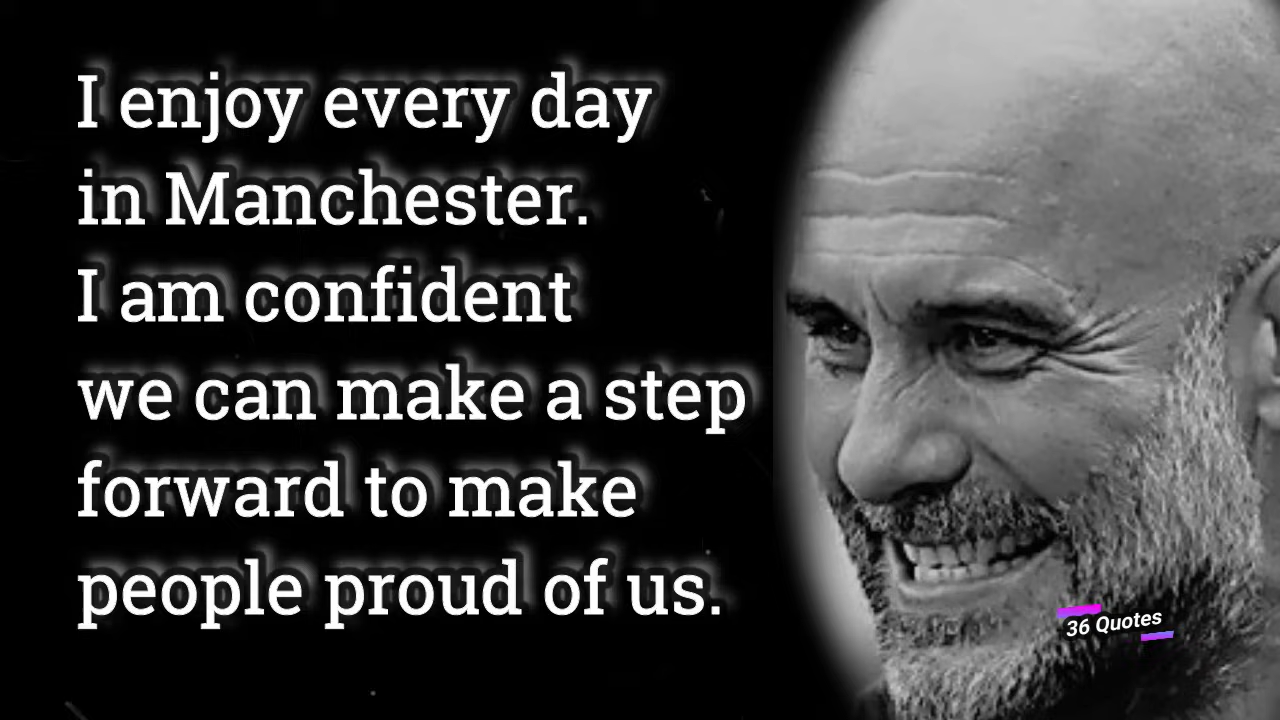 I enjoy every day
in Manchester.
I am confident
we can make a step
forward to make
people proud of us.
36 Quotes